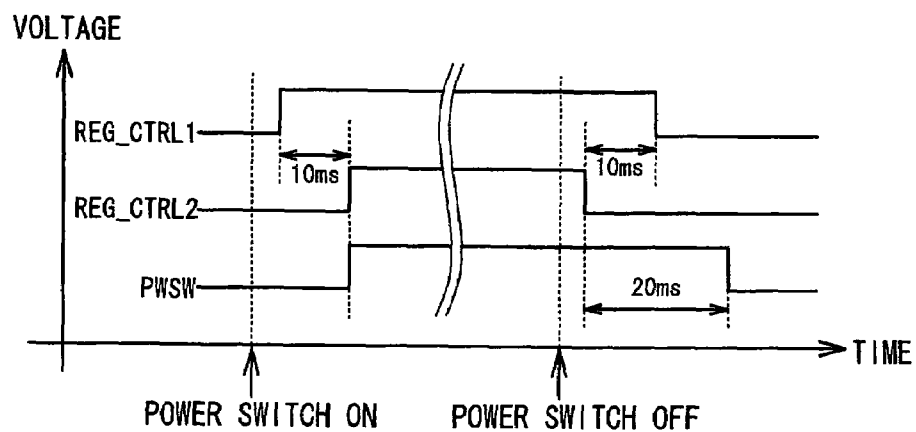 VOLTAGE
REG_CTRL1
10ms
10ms
REG_CTRL2
PWSW
20ms
TIME
POWER SWITCH ON
POWER SWITCH OFF